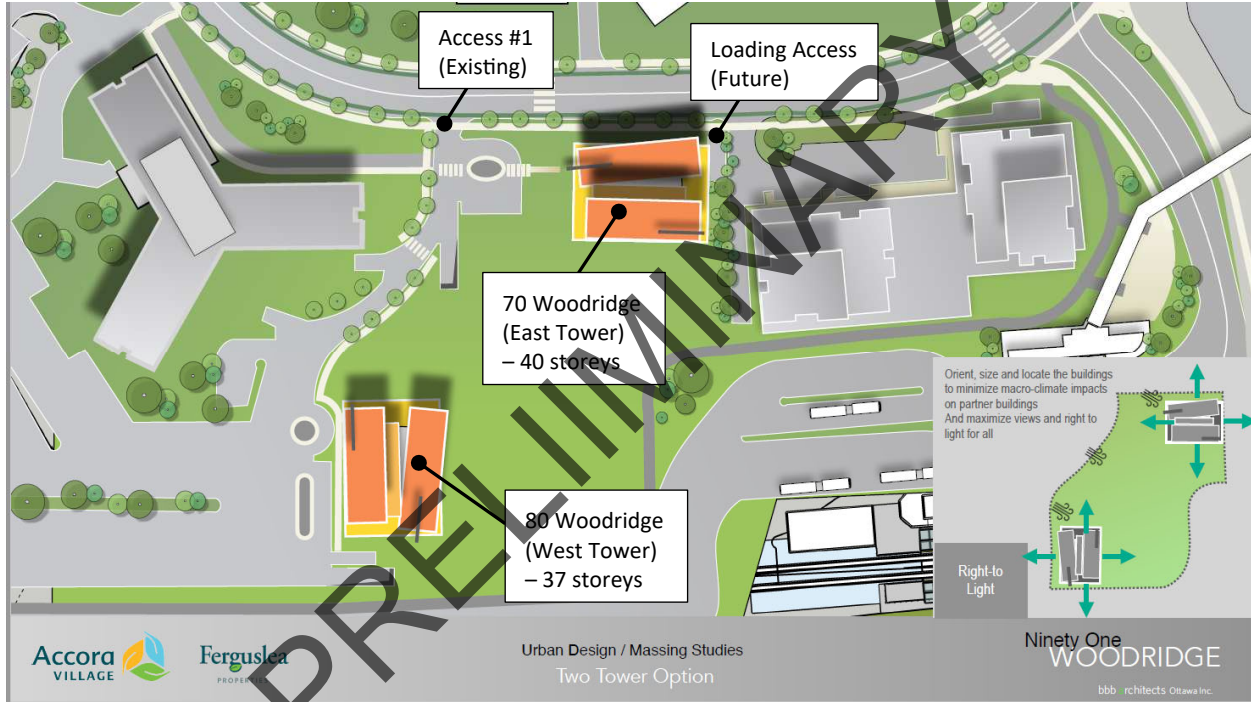 Access #1
(Existing)
Loading Access
(Future)
PRELIMINARY
70 Woodridge
(East Tower)
– 40 storeys
80 Woodridge
(West Tower)
– 37 storeys
Orient, size and locate the buildings
to minimize macro-climate impacts
on partner buildings
And maximize views and right to
light for all
Right-to
Light
Accora
VILLAGE
Ferguslea
PROPERTIES
Urban Design / Massing Studies
Two Tower Option
Ninety One
WOODRIDGE
bbb architects Ottawa Inc.